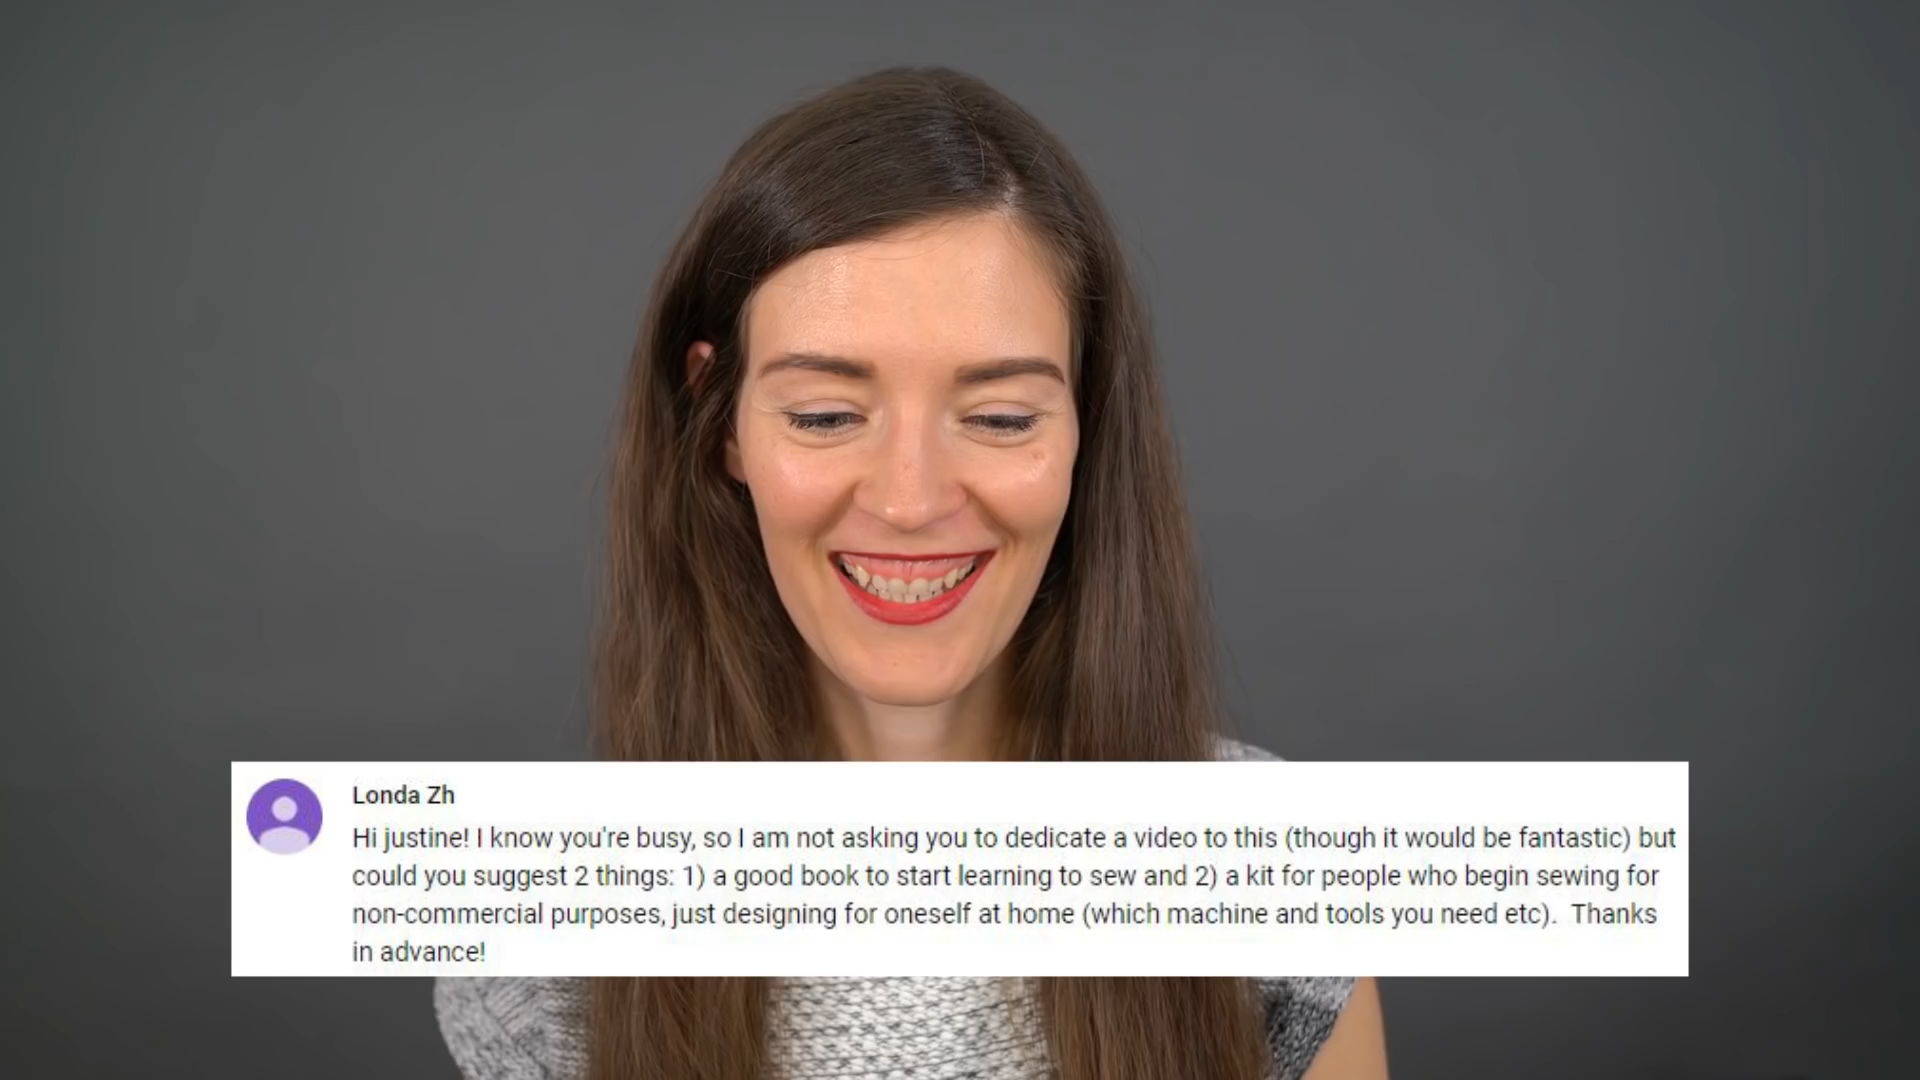 Londa Zh
Hi justine! I know you're busy, so I am not asking you to dedicate a video to this (though it would be fantastic) but
could you suggest 2 things: 1) a good book to start learning to sew and 2) a kit for people who begin sewing for
non-commercial purposes, just designing for oneself at home (which machine and tools you need etc).  Thanks
in advance!